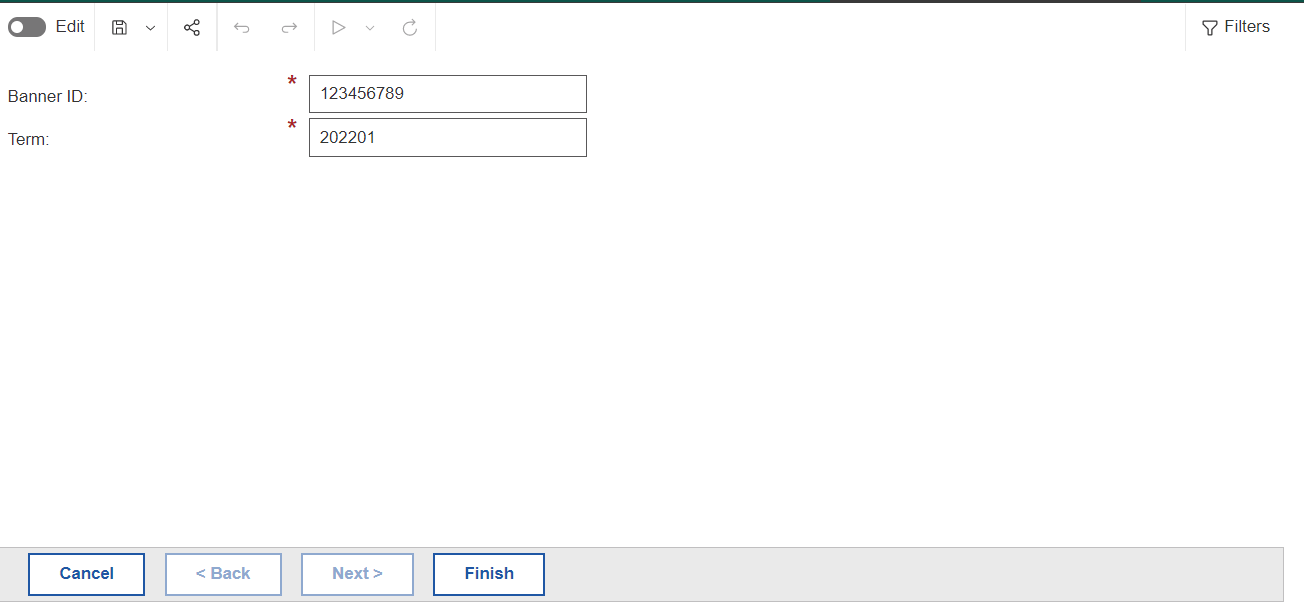 Edit
Filters
Banner ID: * 123456789
Term: * 202201
Cancel < Back Next > Finish